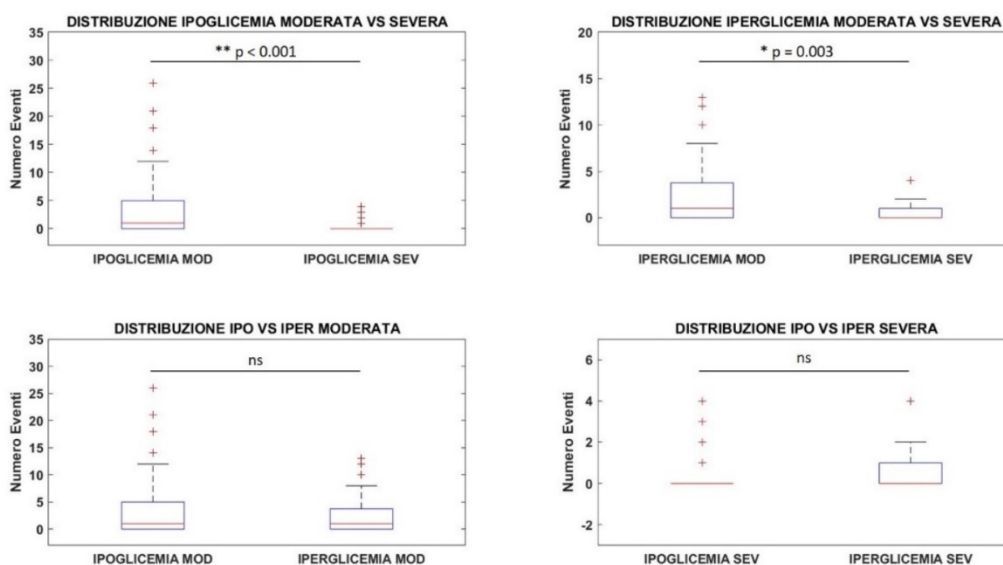 DISTRIBUZIONE IPOGLICEMIA MODERATA VS SEVERA
35
30
25
20
15
10
5
0
Numero Eventi
** p < 0.001
IPOGLICEMIA MOD
IPOGLICEMIA SEV
DISTRIBUZIONE IPERGLICEMIA MODERATA VS SEVERA
20
15
10
5
0
Numero Eventi
* p = 0.003
IPERGLICEMIA MOD
IPERGLICEMIA SEV
DISTRIBUZIONE IPO VS IPER MODERATA
35
30
25
20
15
10
5
0
Numero Eventi
ns
IPOGLICEMIA MOD
IPERGLICEMIA MOD
DISTRIBUZIONE IPO VS IPER SEVERA
6
4
2
0
-2
Numero Eventi
ns
IPOGLICEMIA SEV
IPERGLICEMIA SEV